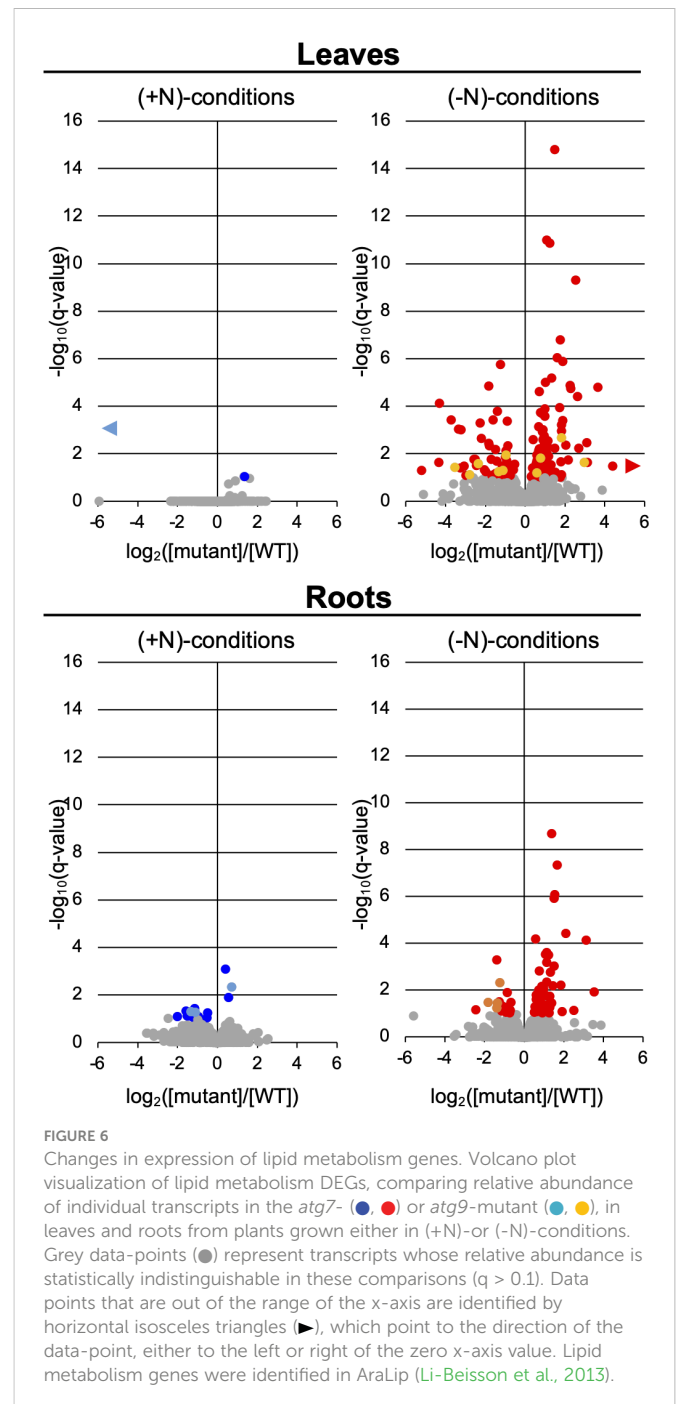 Leaves
(+N)-conditions
(-N)-conditions
16
14
12
10
8
6
4
2
0
-log10(q-value)
-6 -4 -2 0 2 4 6
log2([mutant]/[WT])
16
14
12
10
8
6
4
2
0
-log10(q-value)
-6 -4 -2 0 2 4 6
log2([mutant]/[WT])
Roots
(+N)-conditions
(-N)-conditions
16
14
12
10
8
6
4
2
0
-log10(q-value)
-6 -4 -2 0 2 4 6
log2([mutant]/[WT])
16
14
12
10
8
6
4
2
0
-log10(q-value)
-6 -4 -2 0 2 4 6
log2([mutant]/[WT])
FIGURE 6
Changes in expression of lipid metabolism genes. Volcano plot
visualization of lipid metabolism DEGs, comparing relative abundance
of individual transcripts in the atg7- (●, ●) or atg9-mutant (●, ●), in
leaves and roots from plants grown either in (+N)-or (-N)-conditions.
Grey data-points (●) represent transcripts whose relative abundance is
statistically indistinguishable in these comparisons (q > 0.1). Data
points that are out of the range of the x-axis are identified by
horizontal isosceles triangles (►), which point to the direction of the
data-point, either to the left or right of the zero x-axis value. Lipid
metabolism genes were identified in AraLip (Li-Beisson et al., 2013).